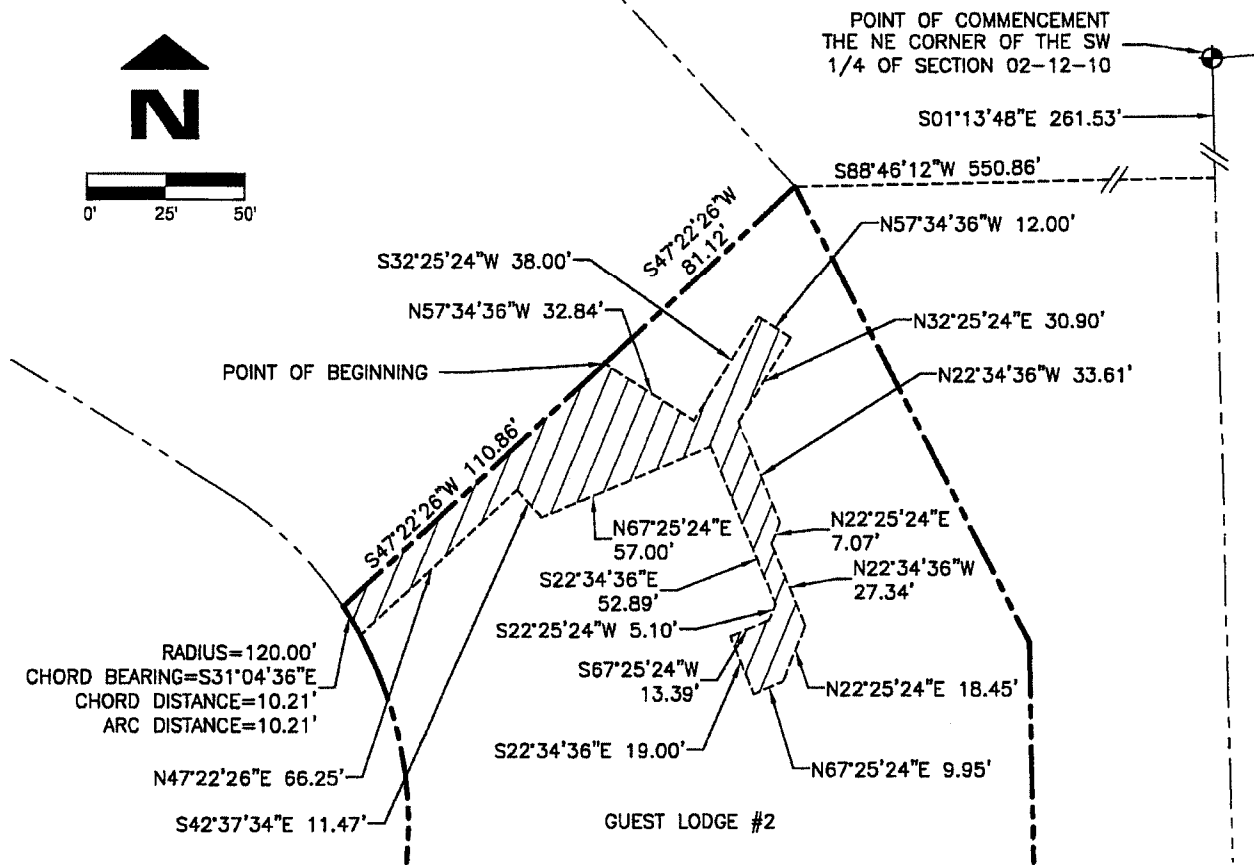 POINT OF COMMENCEMENT
THE NE CORNER OF THE SW
1/4 OF SECTION 02-12-10
N
S01°13'48"E 261.53'
S88°46'12"W 550.86'
0' 25' 50'
S47°22'26"W
81.12'
N57°34'36"W 12.00'
S32°25'24"W 38.00'
N57°34'36"W 32.84'
N32°25'24"E 30.90'
POINT OF BEGINNING
N22°34'36"W 33.61'
S47°22'26"W 110.86'
N67°25'24"E
57.00'
N22°25'24"E
7.07'
S22°34'36"E
52.89'
N22°34'36"W
27.34'
S22°25'24"W 5.10'
RADIUS=120.00'
CHORD BEARING=S31°04'36"E
CHORD DISTANCE=10.21'
ARC DISTANCE=10.21'
S67°25'24"W
13.39'
N22°25'24"E 18.45'
S22°34'36"E 19.00'
N67°25'24"E 9.95'
N47°22'26"E 66.25'
S42°37'34"E 11.47'
GUEST LODGE #2